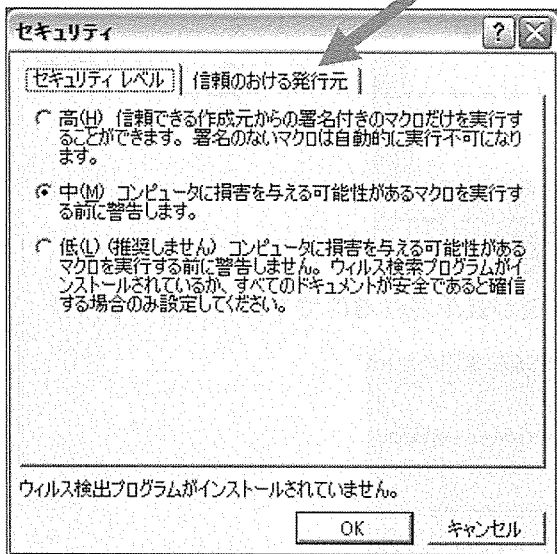 セキュリティ
セキュリティ レベル
信頼のおける発行元
高(H) 信頼できる作成元からの署名付きのマクロだけを実行す
ることができます。署名のないマクロは自動的に実行不可になり
ます。
中(M) コンピュータに損害を与える可能性があるマクロを実行す
る前に警告します。
低(L) (推奨しません) コンピュータに損害を与える可能性がある
マクロを実行する前に警告しません。ウィルス検索プログラムがイ
ンストールされているか、すべてのドキュメントが安全であると確信
する場合のみ設定してください。
ウィルス検出プログラムがインストールされていません。
OK
キャンセル